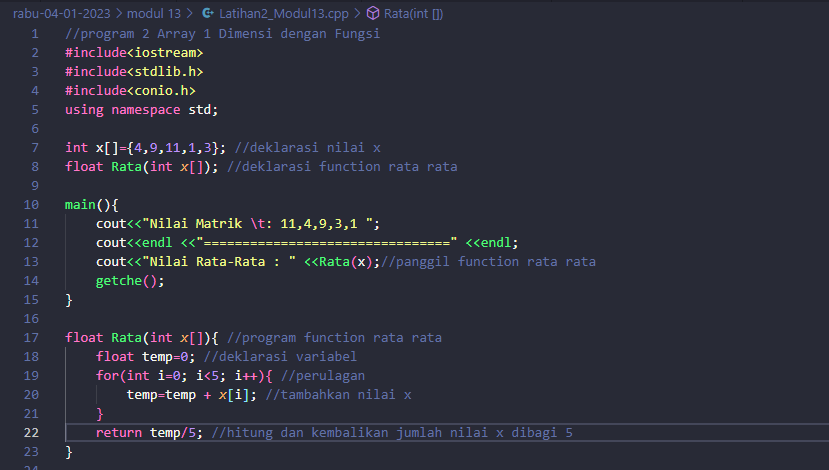 rabu-04-01-2023 > modul 13 > Latihan2_Modul13.cpp > Rata(int [])
1 //program 2 Array 1 Dimensi dengan Fungsi
2 #include<iostream>
3 #include<stdlib.h>
4 #include<conio.h>
5 using namespace std;
6
7 int x[]={4,9,11,1,3}; //deklarasi nilai x
8 float Rata(int x[]); //deklarasi function rata rata
9
10 main(){
11     cout<<"Nilai Matrik \t: 11,4,9,3,1 ";
12     cout<<endl <<"================================" <<endl;
13     cout<<"Nilai Rata-Rata : " <<Rata(x);//panggil function rata rata
14     getche();
15 }
16
17 float Rata(int x[]){ //program function rata rata
18     float temp=0; //deklarasi variabel
19     for(int i=0; i<5; i++){ //perulagan
20         temp=temp + x[i]; //tambahkan nilai x
21     }
22     return temp/5; //hitung dan kembalikan jumlah nilai x dibagi 5
23 }
24